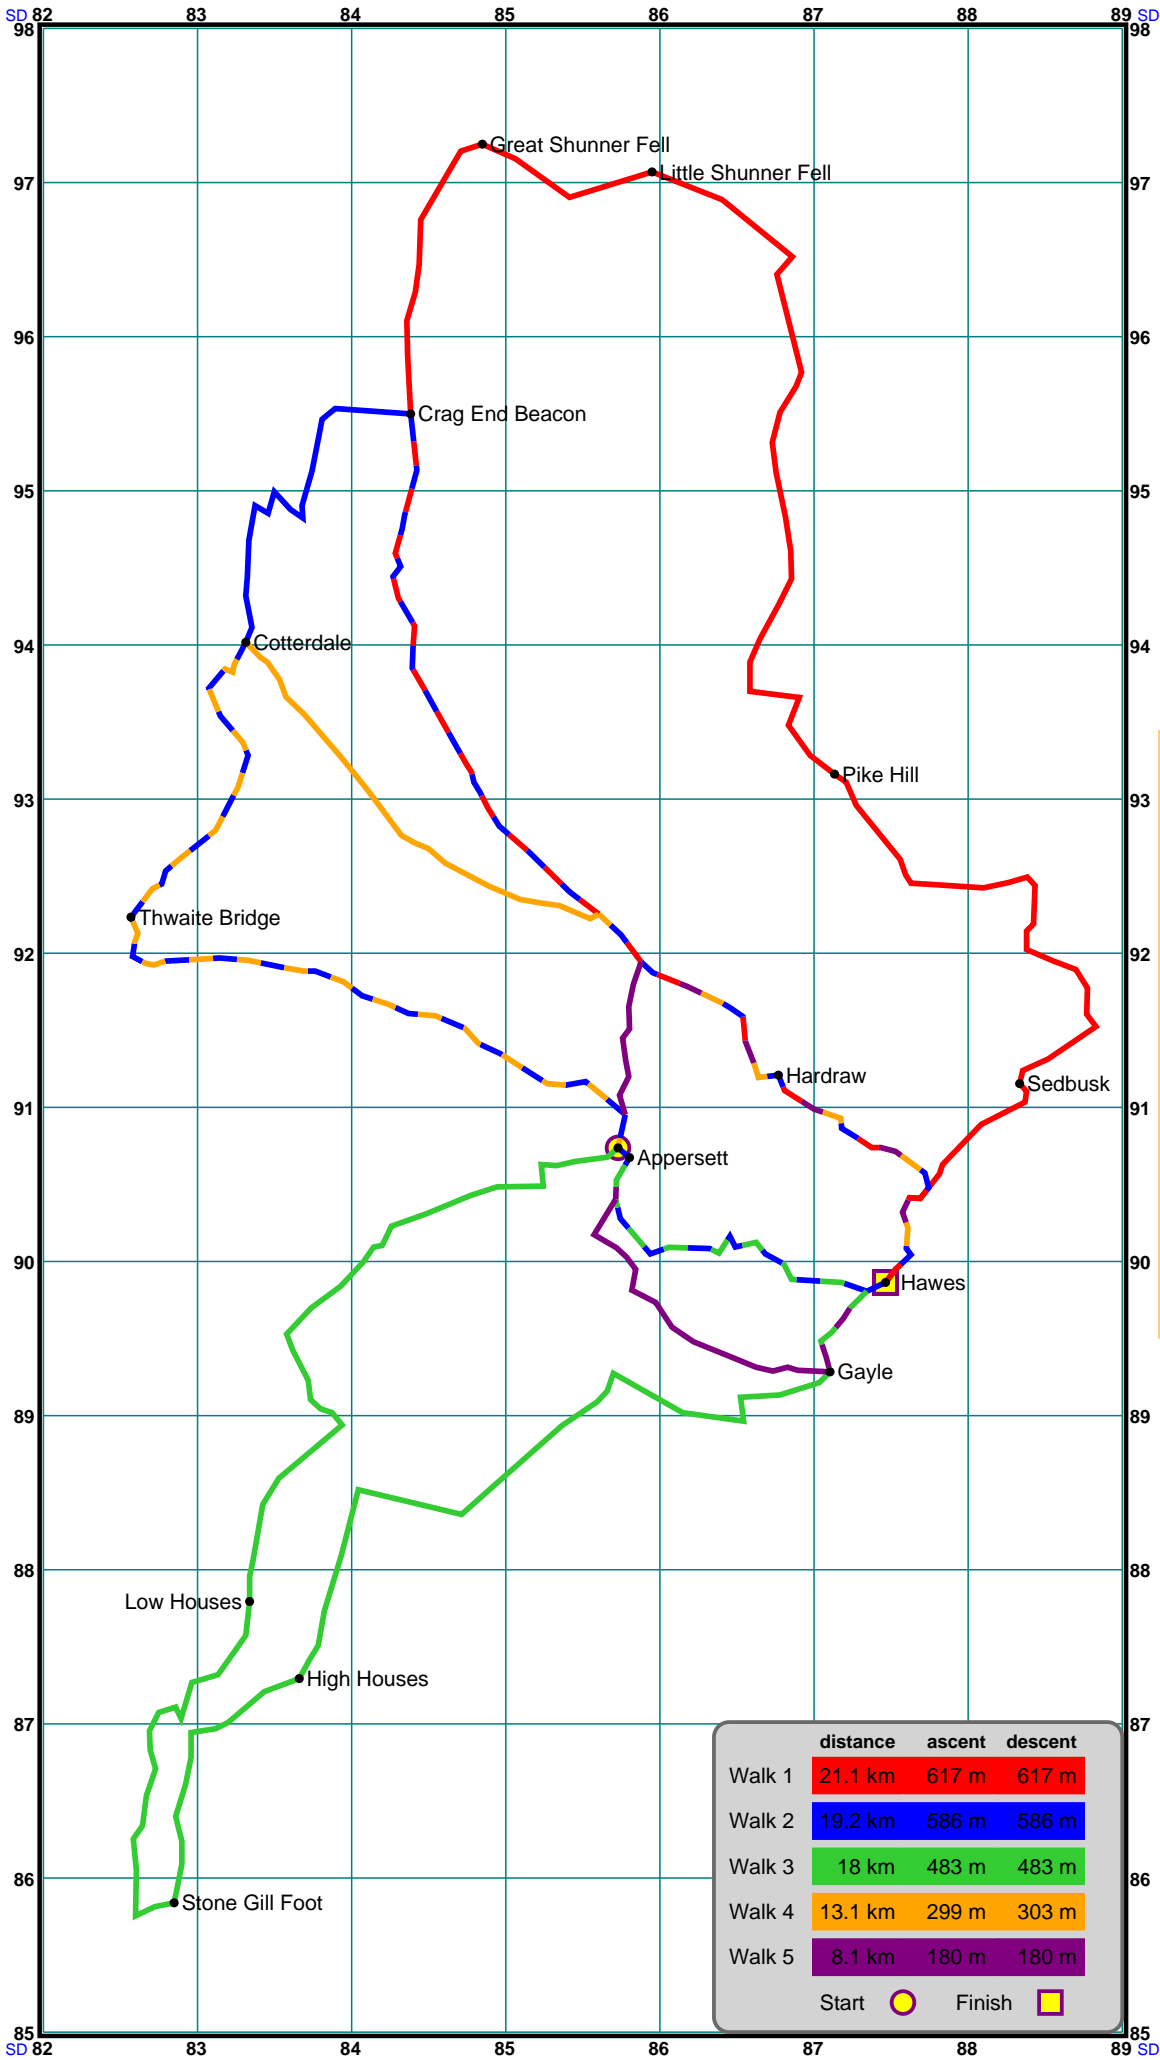 SD 82 83 84 85 86 87 88 89 SD
98 98
Great Shunner Fell
Little Shunner Fell
97 97
96 96
Crag End Beacon
95 95
94 Cotterdale 94
Pike Hill
93 93
Thwaite Bridge
92 92
Hardraw
Sedbusk
91 91
Appersett
90 90
Hawes
Gayle
89 89
88 88
Low Houses
High Houses
87 87
distance ascent descent
Walk 1 21.1 km 617 m 617 m
Walk 2 19.2 km 586 m 586 m
Walk 3 18 km 483 m 483 m
86 86
Stone Gill Foot
Walk 4 13.1 km 299 m 303 m
Walk 5 8.1 km 180 m 180 m
Start Finish
85 85
SD 82 83 84 85 86 87 88 89 SD